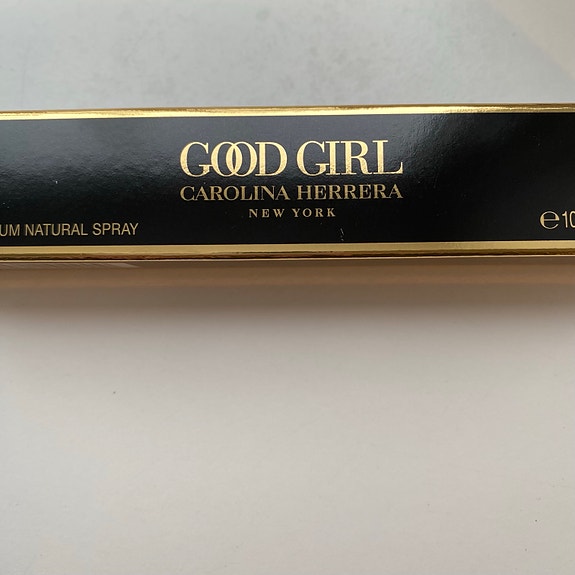 GOOD GIRL
CAROLINA HERRERA
NEW YORK
UM NATURAL SPRAY
℮10